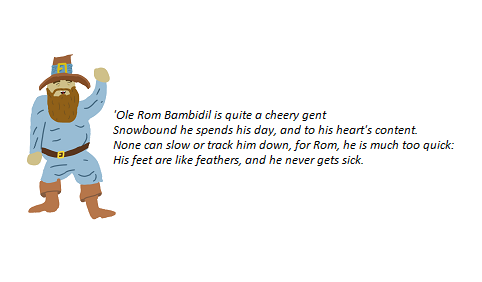 'Ole Rom Bambidil is quite a cheery gent
Snowbound he spends his day, and to his heart's content.
None can slow or track him down, for Rom, he is much too quick:
His feet are like feathers, and he never gets sick.